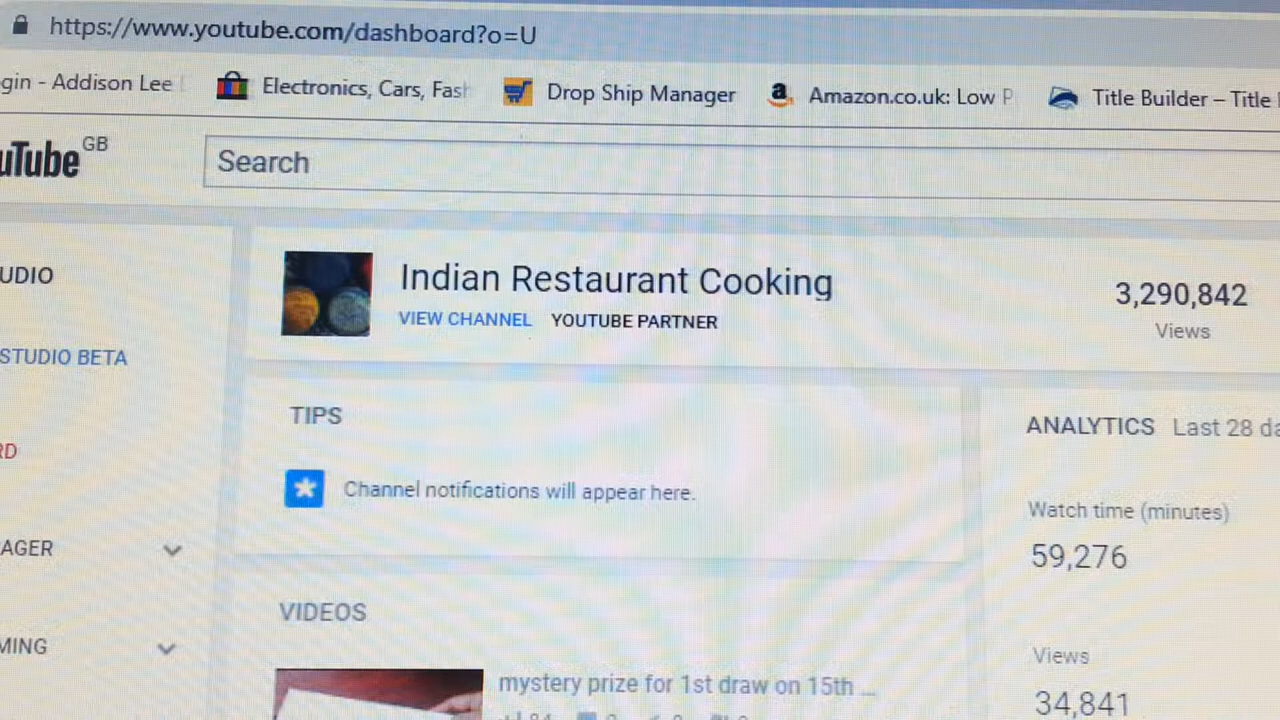 https://www.youtube.com/dashboard?o=U
gin - Addison Lee
Electronics, Cars, Fash
Drop Ship Manager
Amazon.co.uk: Low P
Title Builder – Title
uTube GB
Search
UDIO
Indian Restaurant Cooking
VIEW CHANNEL YOUTUBE PARTNER
3,290,842
Views
STUDIO BETA
TIPS
ANALYTICS Last 28 da
RD
Channel notifications will appear here.
Watch time (minutes)
59,276
AGER
VIDEOS
MING
Views
mystery prize for 1st draw on 15th ...
34,841